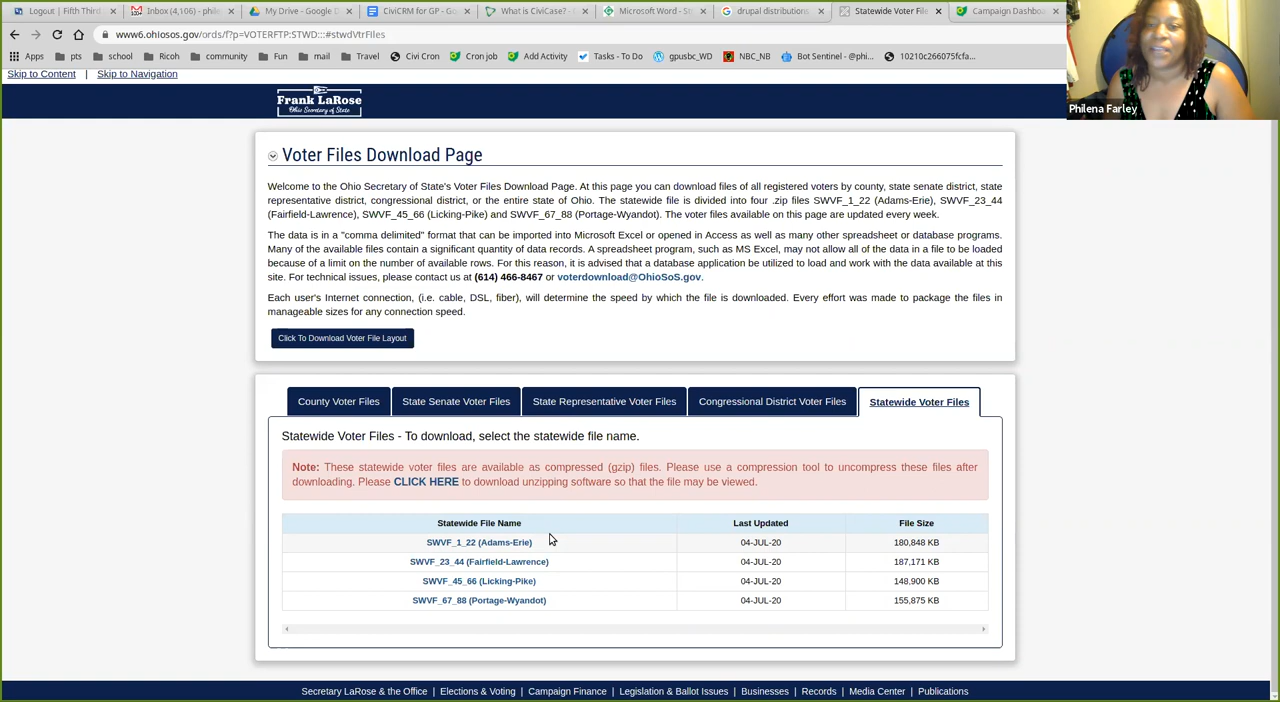 Logout | Fifth Thir
Inbox (4,106) - phile
My Drive - Google D
CiviCRM for GP - Go
What is CiviCase? -
Microsoft Word - St
drupal distributions
Statewide Voter File
Campaign Dashboa
www6.ohiosos.gov/ords/f?p=VOTERFTP:STWD:::#stwdVtrFiles
Apps pts school Ricoh community Fun mail Travel Civi Cron Cron job Add Activity Tasks - To Do gpusbc_WD NBC_NB Bot Sentinel - @phi... 10210c266075fcfa...
Skip to Content | Skip to Navigation
Philena Farley
Frank LaRose
Ohio Secretary of State
Voter Files Download Page
Welcome to the Ohio Secretary of State's Voter Files Download Page. At this page you can download files of all registered voters by county, state senate district, state
representative district, congressional district, or the entire state of Ohio. The statewide file is divided into four .zip files SWVF_1_22 (Adams-Erie), SWVF_23_44
(Fairfield-Lawrence), SWVF_45_66 (Licking-Pike) and SWVF_67_88 (Portage-Wyandot). The voter files available on this page are updated every week.
The data is in a "comma delimited" format that can be imported into Microsoft Excel or opened in Access as well as many other spreadsheet or database programs.
Many of the available files contain a significant quantity of data records. A spreadsheet program, such as MS Excel, may not allow all of the data in a file to be loaded
because of a limit on the number of available rows. For this reason, it is advised that a database application be utilized to load and work with the data available at this
site. For technical issues, please contact us at (614) 466-8467 or voterdownload@OhioSoS.gov.
Each user's Internet connection, (i.e. cable, DSL, fiber), will determine the speed by which the file is downloaded. Every effort was made to package the files in
manageable sizes for any connection speed.
Click To Download Voter File Layout
County Voter Files State Senate Voter Files State Representative Voter Files Congressional District Voter Files Statewide Voter Files
Statewide Voter Files - To download, select the statewide file name.
Note: These statewide voter files are available as compressed (gzip) files. Please use a compression tool to uncompress these files after
downloading. Please CLICK HERE to download unzipping software so that the file may be viewed.
Statewide File Name Last Updated File Size
SWVF_1_22 (Adams-Erie) 04-JUL-20 180,848 KB
SWVF_23_44 (Fairfield-Lawrence) 04-JUL-20 187,171 KB
SWVF_45_66 (Licking-Pike) 04-JUL-20 148,900 KB
SWVF_67_88 (Portage-Wyandot) 04-JUL-20 155,875 KB
Secretary LaRose & the Office | Elections & Voting | Campaign Finance | Legislation & Ballot Issues | Businesses | Records | Media Center | Publications